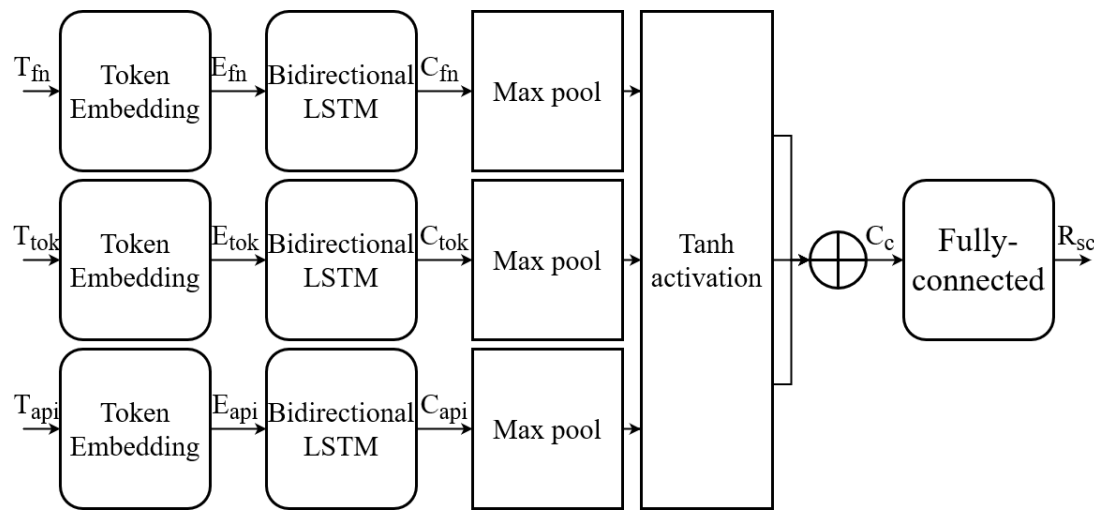 T_fn
Token
Embedding
E_fn
Bidirectional
LSTM
C_fn
Max pool
T_tok
Token
Embedding
E_tok
Bidirectional
LSTM
C_tok
Max pool
T_api
Token
Embedding
E_api
Bidirectional
LSTM
C_api
Max pool
Tanh
activation
C_c
Fully-
connected
R_sc